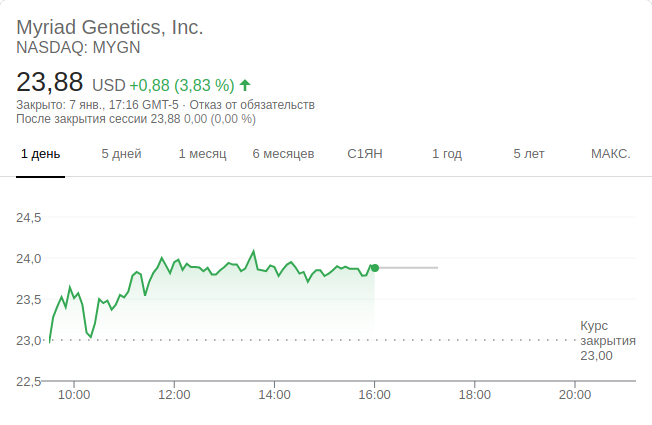 Myriad Genetics, Inc.
NASDAQ: MYGN
23,88 USD +0,88 (3,83 %)
Закрыто: 7 янв., 17:16 GMT-5 · Отказ от обязательств
После закрытия сессии 23,88 0,00 (0,00 %)
1 день 5 дней 1 месяц 6 месяцев С1ЯН 1 год 5 лет МАКС.
24,5
24,0
23,5
Курс
23,0 закрытия
23,00
22,5
10:00 12:00 14:00 16:00 18:00 20:00